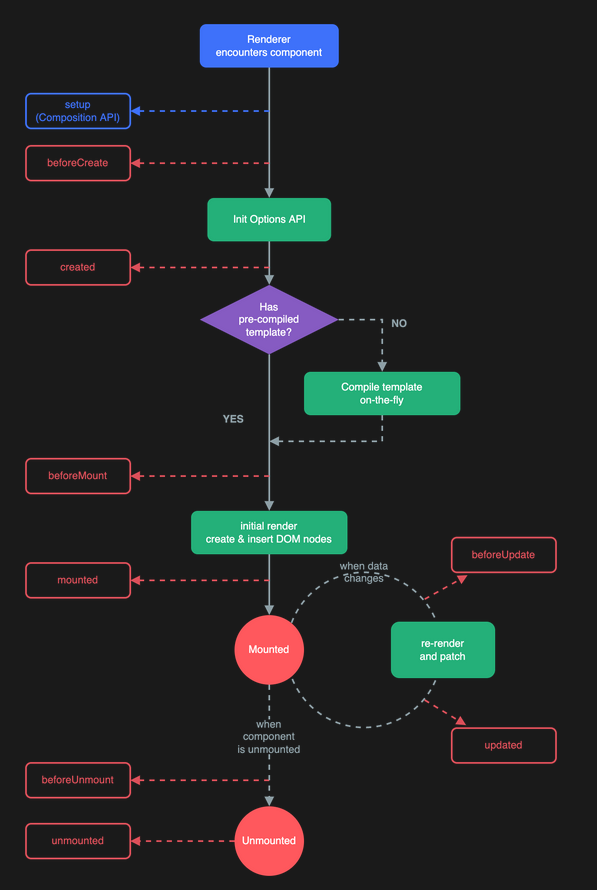 Renderer
encounters component
setup
(Composition API)
beforeCreate
Init Options API
created
Has
pre-compiled
template?
NO
Compile template
on-the-fly
YES
beforeMount
initial render
create & insert DOM nodes
beforeUpdate
when data
changes
mounted
Mounted
re-render
and patch
when
component
is unmounted
updated
beforeUnmount
unmounted
Unmounted